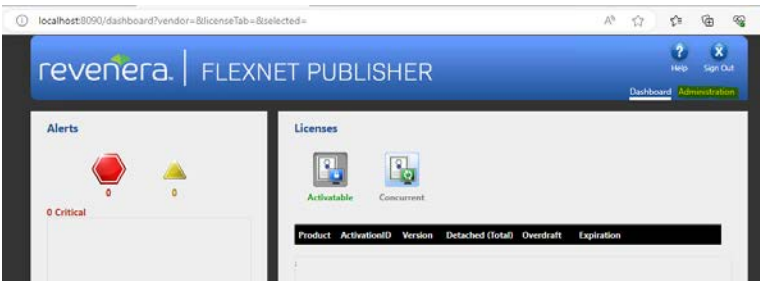 localhost:8090/dashboard?vendor=&licenseTab=&selected=
revenera. | FLEXNET PUBLISHER
Help Sign Out
Dashboard Administration
Alerts
0 0
0 Critical
Licenses
Activatable Concurrent
Product ActivationID Version Detached (Total) Overdraft Expiration